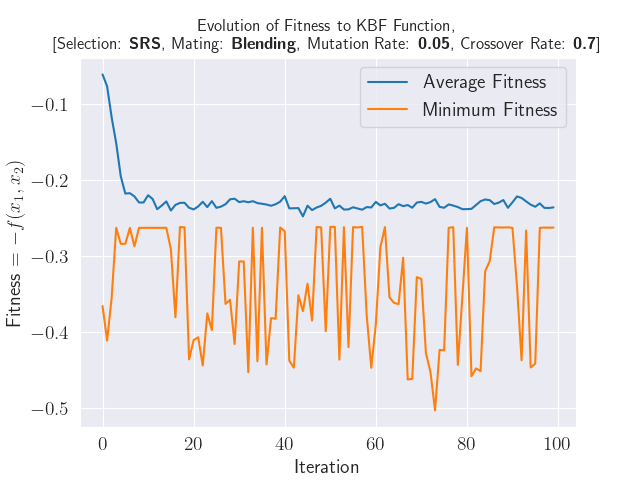 Evolution of Fitness to KBF Function,
[Selection: SRS, Mating: Blending, Mutation Rate: 0.05, Crossover Rate: 0.7]
Average Fitness
Minimum Fitness
−0.1
−0.2
−0.3
−0.4
−0.5
Fitness = −f(x₁, x₂)
0 20 40 60 80 100
Iteration